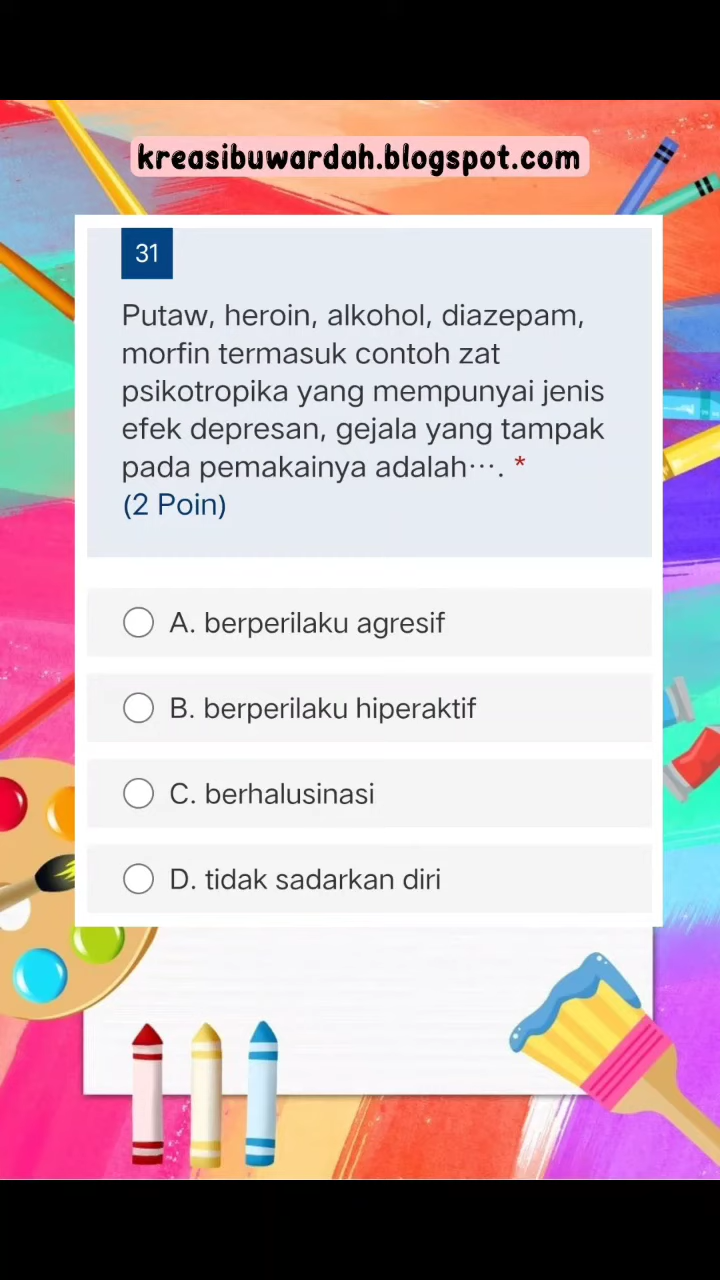 kreasibuwardah.blogspot.com
31
Putaw, heroin, alkohol, diazepam,
morfin termasuk contoh zat
psikotropika yang mempunyai jenis
efek depresan, gejala yang tampak
pada pemakainya adalah···. *
(2 Poin)
A. berperilaku agresif
B. berperilaku hiperaktif
C. berhalusinasi
D. tidak sadarkan diri